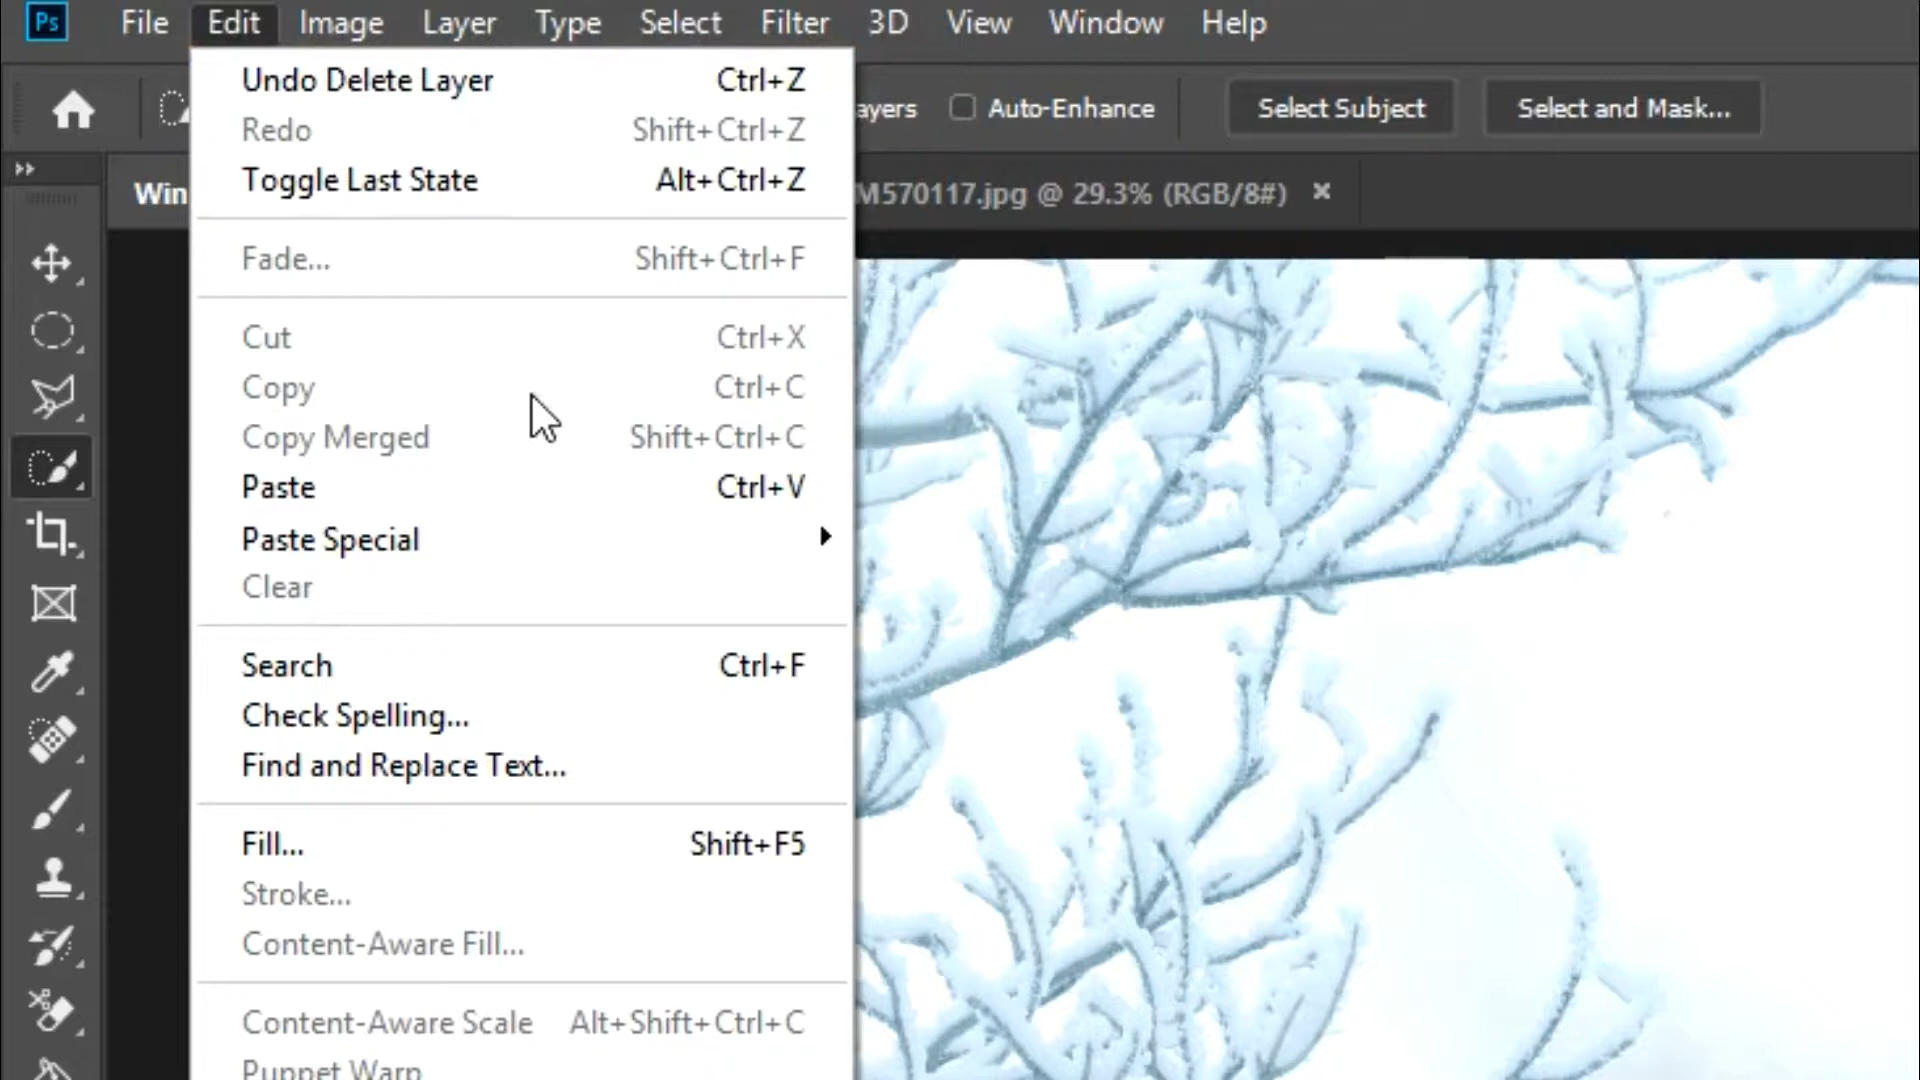 Ps File Edit Image Layer Type Select Filter 3D View Window Help
ayers Auto-Enhance Select Subject Select and Mask...
Win M570117.jpg @ 29.3% (RGB/8#) ×
Undo Delete Layer Ctrl+Z
Redo Shift+Ctrl+Z
Toggle Last State Alt+Ctrl+Z
Fade... Shift+Ctrl+F
Cut Ctrl+X
Copy Ctrl+C
Copy Merged Shift+Ctrl+C
Paste Ctrl+V
Paste Special
Clear
Search Ctrl+F
Check Spelling...
Find and Replace Text...
Fill... Shift+F5
Stroke...
Content-Aware Fill...
Content-Aware Scale Alt+Shift+Ctrl+C
Puppet Warp